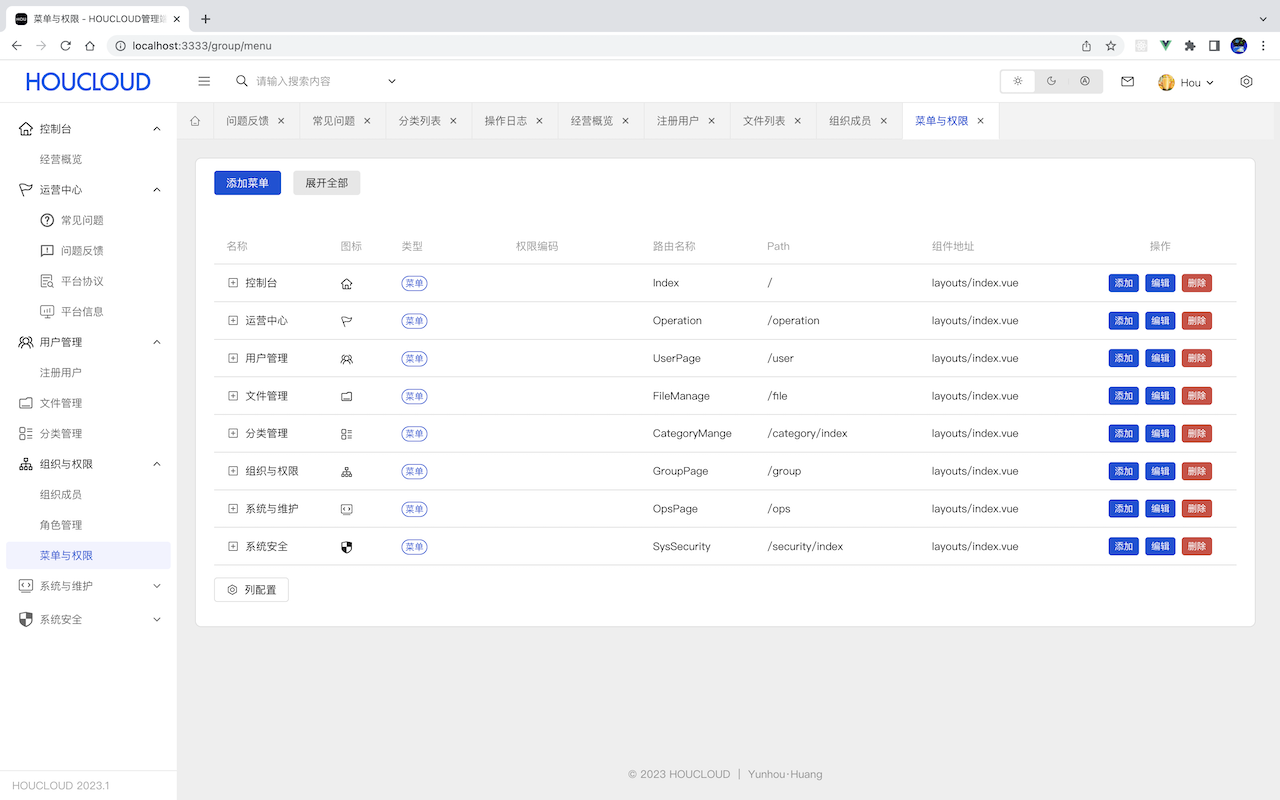 菜单与权限 - HOUCLOUD管理
localhost:3333/group/menu
HOUCLOUD
请输入搜索内容
Hou
控制台
经营概览
运营中心
常见问题
问题反馈
平台协议
平台信息
用户管理
注册用户
文件管理
分类管理
组织与权限
组织成员
角色管理
菜单与权限
系统与维护
系统安全
HOUCLOUD 2023.1
问题反馈 常见问题 分类列表 操作日志 经营概览 注册用户 文件列表 组织成员 菜单与权限
添加菜单 展开全部
名称 图标 类型 权限编码 路由名称 Path 组件地址 操作
控制台 菜单 Index / layouts/index.vue 添加 编辑 删除
运营中心 菜单 Operation /operation layouts/index.vue 添加 编辑 删除
用户管理 菜单 UserPage /user layouts/index.vue 添加 编辑 删除
文件管理 菜单 FileManage /file layouts/index.vue 添加 编辑 删除
分类管理 菜单 CategoryMange /category/index layouts/index.vue 添加 编辑 删除
组织与权限 菜单 GroupPage /group layouts/index.vue 添加 编辑 删除
系统与维护 菜单 OpsPage /ops layouts/index.vue 添加 编辑 删除
系统安全 菜单 SysSecurity /security/index layouts/index.vue 添加 编辑 删除
列配置
© 2023 HOUCLOUD | Yunhou·Huang